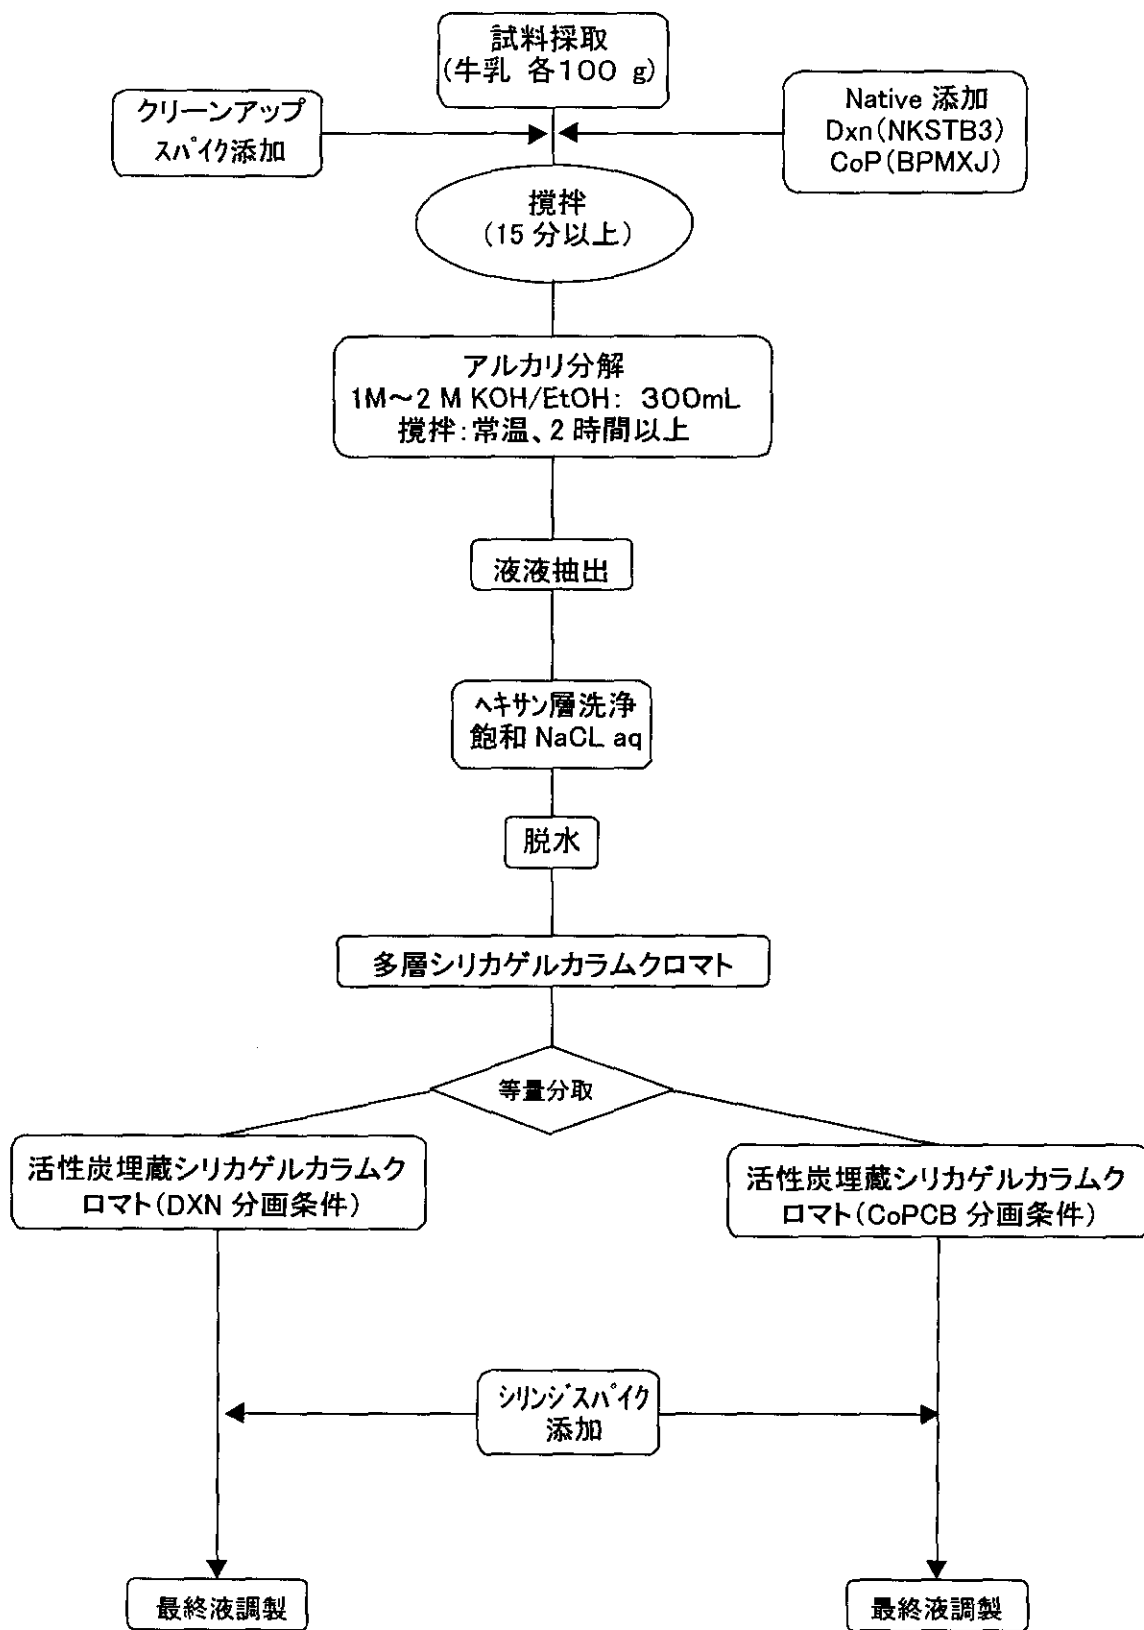 試料採取
(牛乳 各100 g)
クリーンアップ
スパイク添加
Native 添加
Dxn(NKSTB3)
CoP(BPMXJ)
撹拌
(15 分以上)
アルカリ分解
1M～2 M KOH/EtOH: 300mL
撹拌:常温、2 時間以上
液液抽出
ヘキサン層洗浄
飽和 NaCL aq
脱水
多層シリカゲルカラムクロマト
等量分取
活性炭埋蔵シリカゲルカラムク
ロマト(DXN 分画条件)
活性炭埋蔵シリカゲルカラムク
ロマト(CoPCB 分画条件)
シリンジスパイク
添加
最終液調製
最終液調製